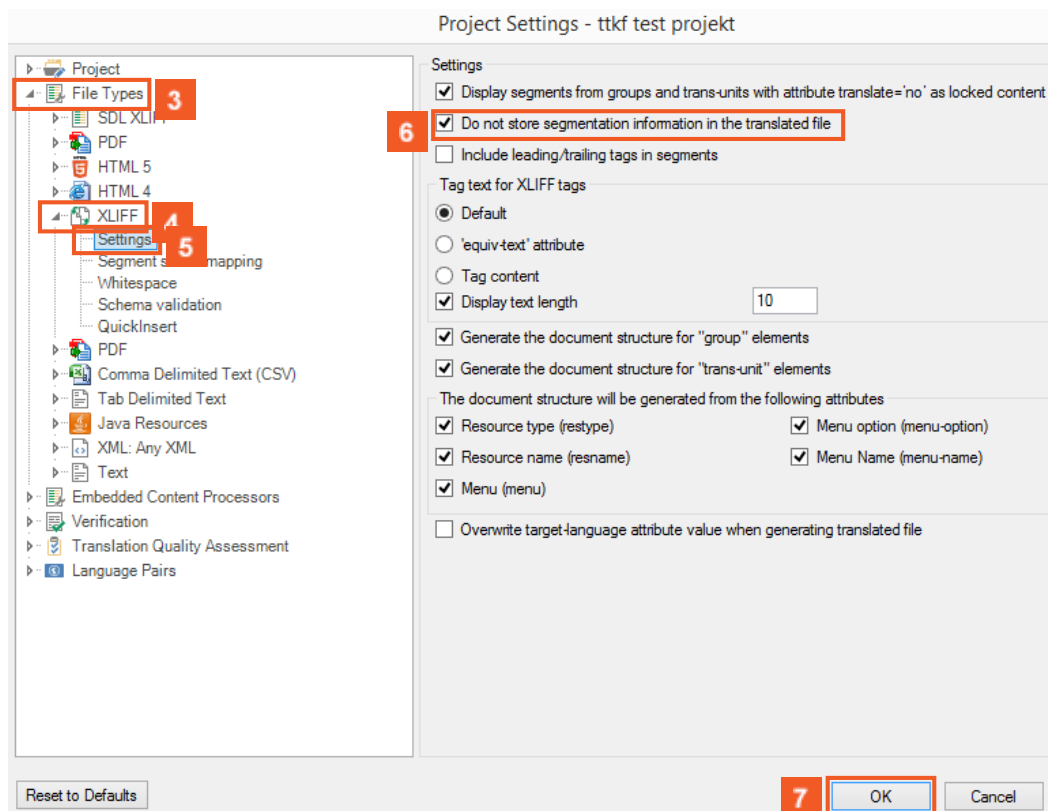 Project Settings - ttkf test projekt
Project
File Types
3
SDL XLIFF
PDF
HTML 5
HTML 4
XLIFF
4
Settings
5
Segment mapping
Whitespace
Schema validation
QuickInsert
PDF
Comma Delimited Text (CSV)
Tab Delimited Text
Java Resources
XML: Any XML
Text
Embedded Content Processors
Verification
Translation Quality Assessment
Language Pairs
Settings
Display segments from groups and trans-units with attribute translate='no' as locked content
6
Do not store segmentation information in the translated file
Include leading/trailing tags in segments
Tag text for XLIFF tags
Default
'equiv-text' attribute
Tag content
Display text length 10
Generate the document structure for "group" elements
Generate the document structure for "trans-unit" elements
The document structure will be generated from the following attributes
Resource type (restype) Menu option (menu-option)
Resource name (resname) Menu Name (menu-name)
Menu (menu)
Overwrite target-language attribute value when generating translated file
Reset to Defaults
7
OK
Cancel